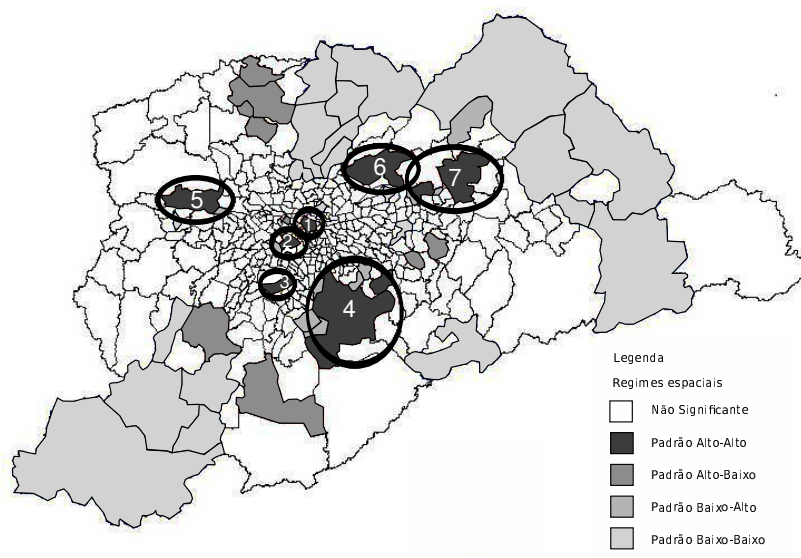 6
7
5
1
2
3
4
Legenda
Regimes espaciais
Não Significante
Padrão Alto-Alto
Padrão Alto-Baixo
Padrão Baixo-Alto
Padrão Baixo-Baixo